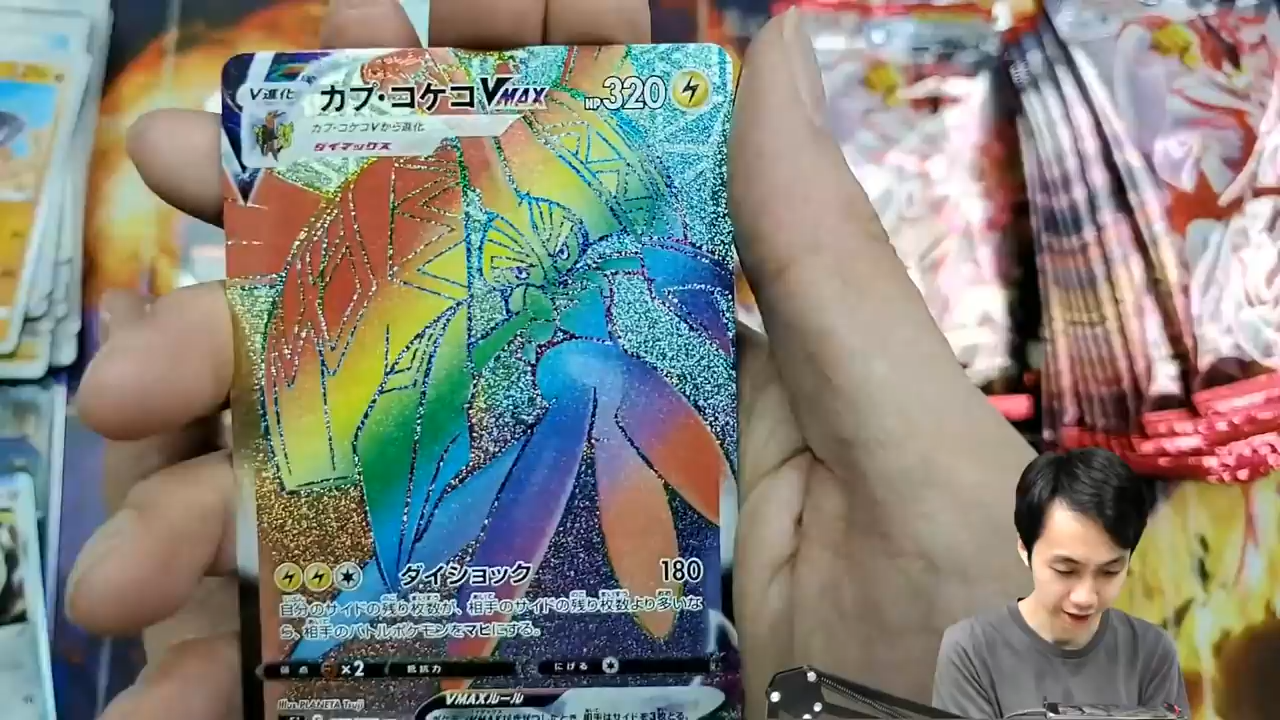 V進化
カプ・コケコVMAX
HP320
カプ・コケコVから進化
ダイマックス
ダイショック 180
自分のサイドの残り枚数が、相手のサイドの残り枚数より多いな
ら、相手のバトルポケモンをマヒにする。
弱点 ×2 抵抗力 にげる
illus.PLANETA Tsuji
VMAXルール